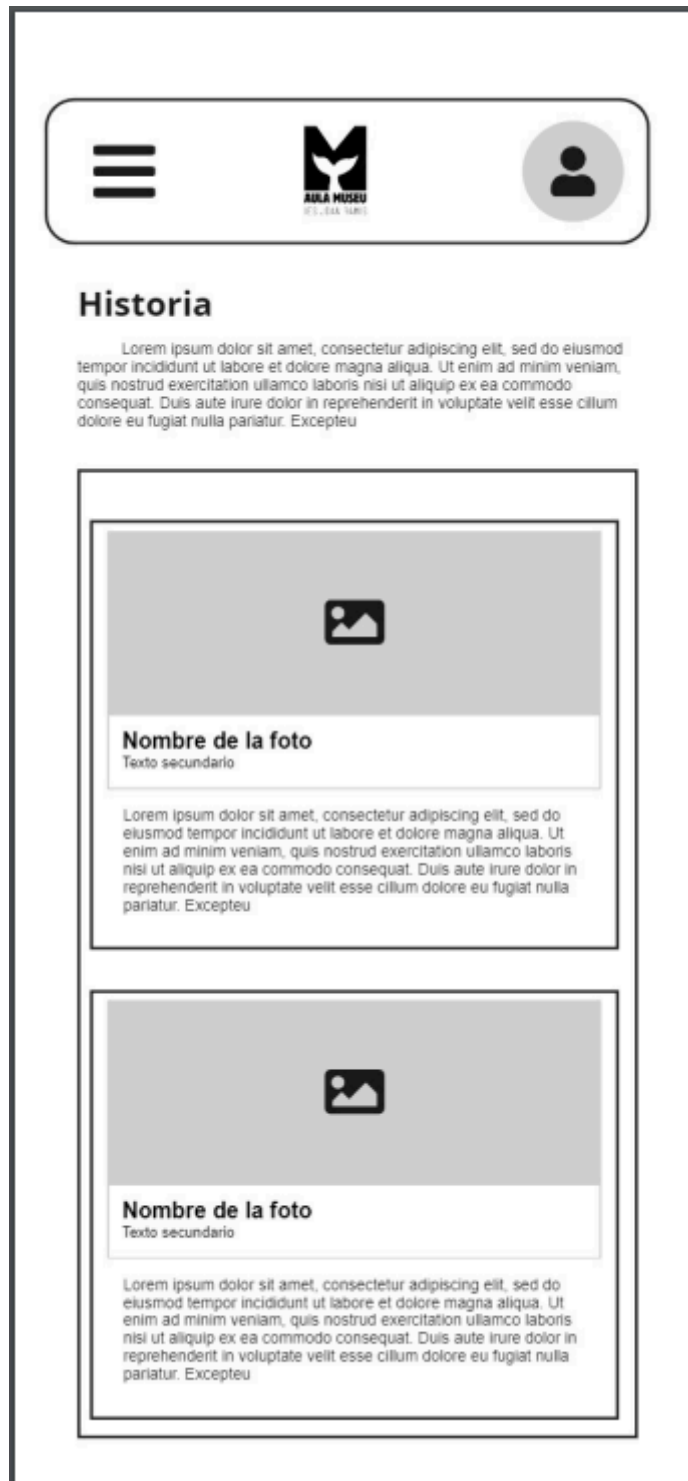 AULA MUSEU
IES JOAN RAMIS
Historia
Lorem ipsum dolor sit amet, consectetur adipiscing elit, sed do eiusmod
tempor incididunt ut labore et dolore magna aliqua. Ut enim ad minim veniam,
quis nostrud exercitation ullamco laboris nisi ut aliquip ex ea commodo
consequat. Duis aute irure dolor in reprehenderit in voluptate velit esse cillum
dolore eu fugiat nulla pariatur. Excepteu
Nombre de la foto
Texto secundario
Lorem ipsum dolor sit amet, consectetur adipiscing elit, sed do
eiusmod tempor incididunt ut labore et dolore magna aliqua. Ut
enim ad minim veniam, quis nostrud exercitation ullamco laboris
nisi ut aliquip ex ea commodo consequat. Duis aute irure dolor in
reprehenderit in voluptate velit esse cillum dolore eu fugiat nulla
pariatur. Excepteu
Nombre de la foto
Texto secundario
Lorem ipsum dolor sit amet, consectetur adipiscing elit, sed do
eiusmod tempor incididunt ut labore et dolore magna aliqua. Ut
enim ad minim veniam, quis nostrud exercitation ullamco laboris
nisi ut aliquip ex ea commodo consequat. Duis aute irure dolor in
reprehenderit in voluptate velit esse cillum dolore eu fugiat nulla
pariatur. Excepteu